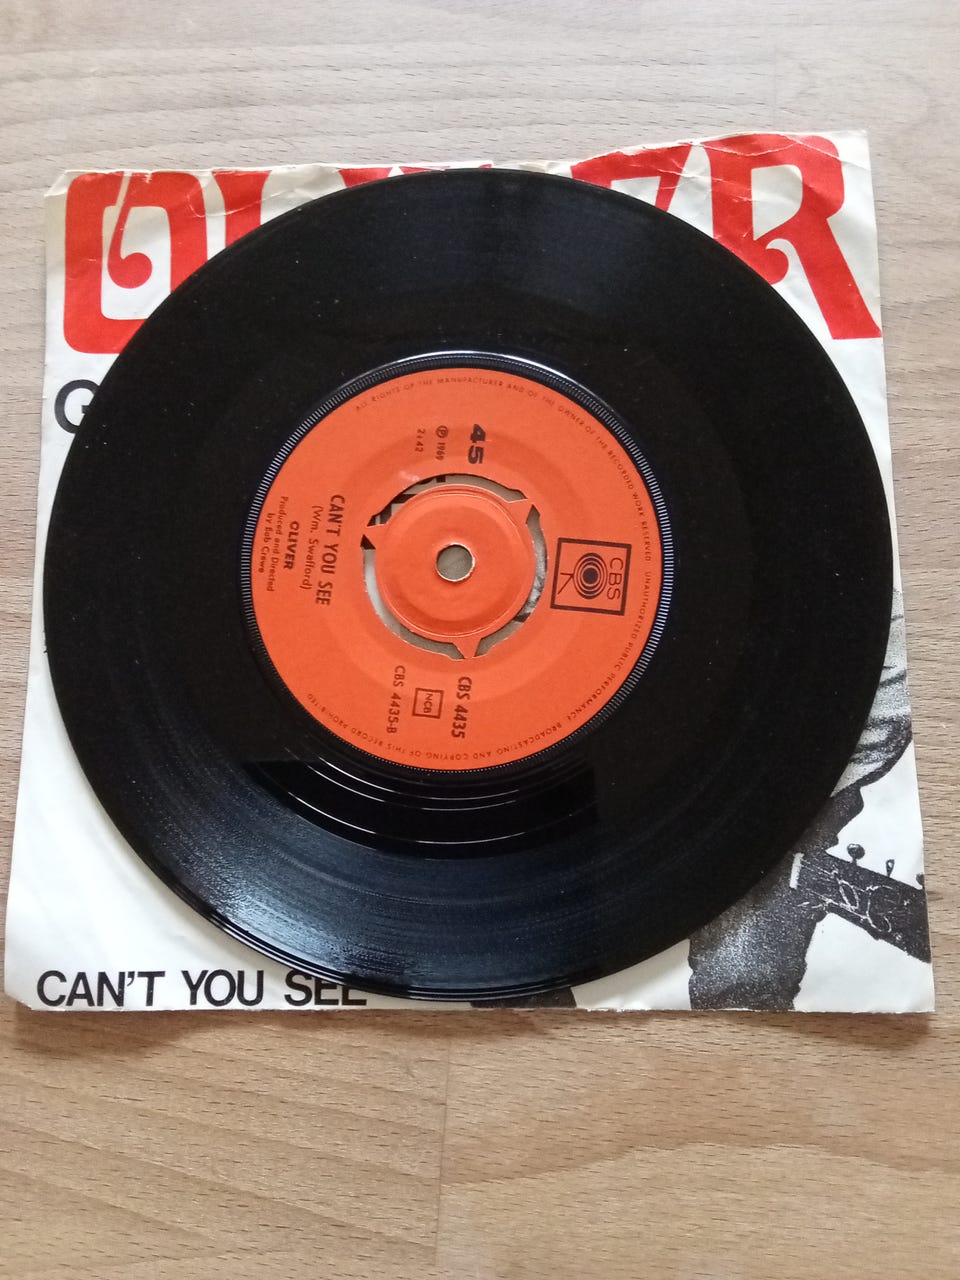 OLIVER
G
CAN'T YOU SEE
ALL RIGHTS OF THE MANUFACTURER AND OF THE OWNER OF THE RECORDED WORK RESERVED UNAUTHORIZED PUBLIC PERFORMANCE BROADCASTING AND COPYING OF THIS RECORD PROHIBITED
CBS
45
Ⓟ 1969
2:42
CBS 4435
NCB
CBS 4435-B
CAN'T YOU SEE
(Wm. Swafford)
OLIVER
Produced and Directed
by Bob Crewe